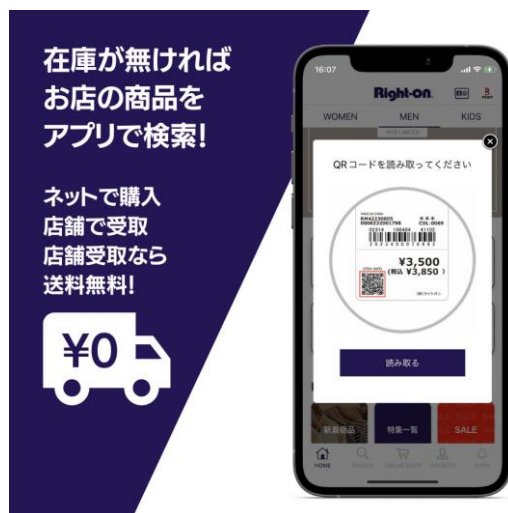 在庫が無ければ
お店の商品を
アプリで検索!
ネットで購入
店舗で受取
店舗受取なら
送料無料!
¥0
16:07
Right-on
WOMEN MEN KIDS
QRコードを読み取ってください
¥3,500
(税込 ¥3,850 )
読み取る
新着商品 特集一覧 SALE
HOME